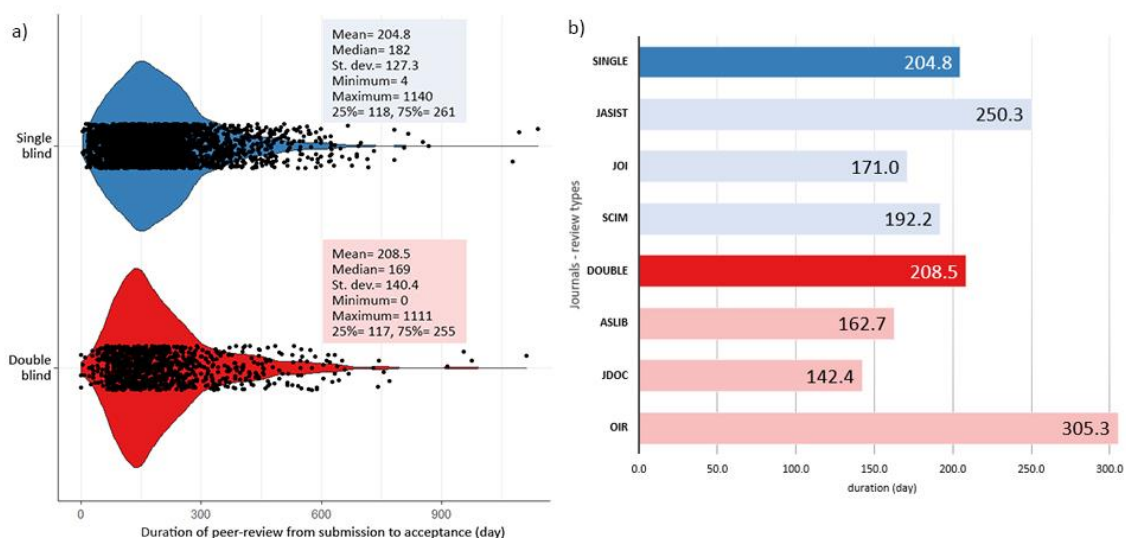 a)
Mean= 204.8
Median= 182
St. dev.= 127.3
Minimum= 4
Maximum= 1140
25%= 118, 75%= 261
Single
blind
Mean= 208.5
Median= 169
St. dev.= 140.4
Minimum= 0
Maximum= 1111
25%= 117, 75%= 255
Double
blind
0 300 600 900
Duration of peer-review from submission to acceptance (day)
b)
Journals - review types
SINGLE 204.8
JASIST 250.3
JOI 171.0
SCIM 192.2
DOUBLE 208.5
ASLIB 162.7
JDOC 142.4
OIR 305.3
0.0 50.0 100.0 150.0 200.0 250.0 300.0
duration (day)